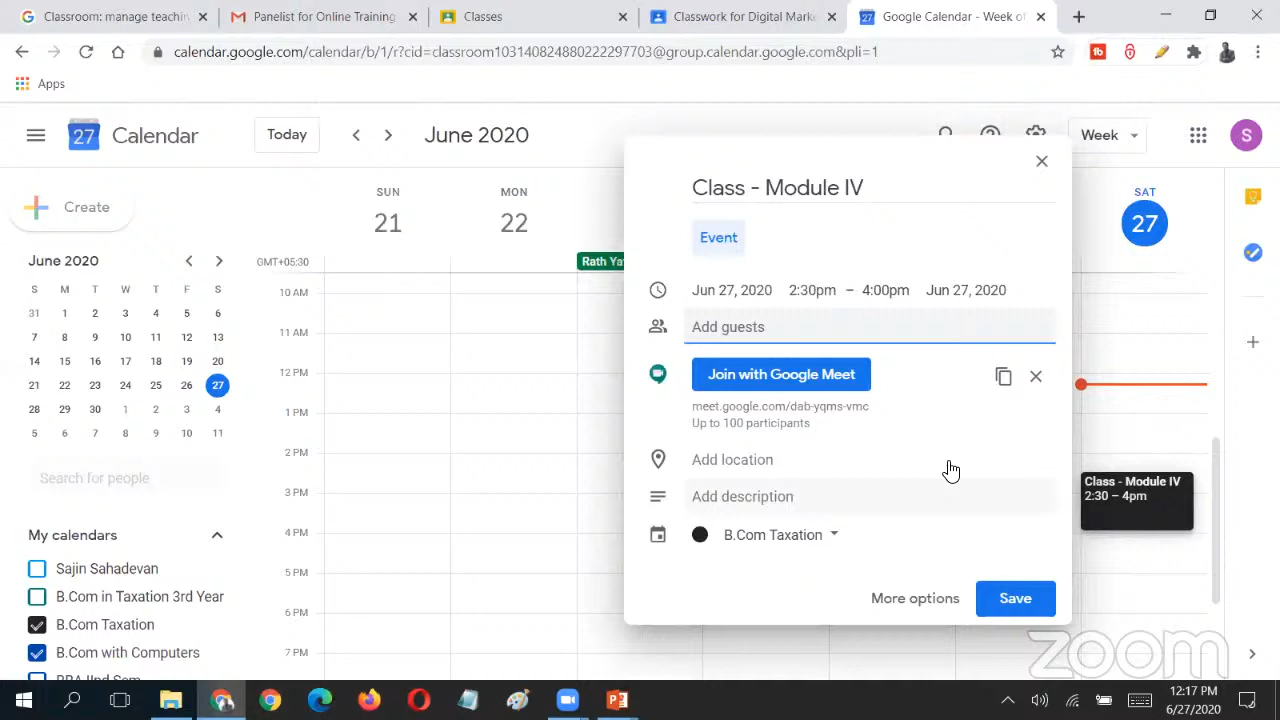 Classroom: manage teachin
Panelist for Online Training
Classes
Classwork for Digital Marke
Google Calendar - Week of
calendar.google.com/calendar/b/1/r?cid=classroom103140824880222297703@group.calendar.google.com&pli=1
Apps
27
Calendar
Today
June 2020
Week
S
Create
SUN
21
MON
22
SAT
27
GMT+05:30
Rath Ya
June 2020
S M T W T F S
31 1 2 3 4 5 6
7 8 9 10 11 12 13
14 15 16 17 18 19 20
21 22 23 24 25 26 27
28 29 30 1 2 3 4
5 6 7 8 9 10 11
Search for people
My calendars
Sajin Sahadevan
B.Com in Taxation 3rd Year
B.Com Taxation
B.Com with Computers
BBA IInd Sem
10 AM
11 AM
12 PM
1 PM
2 PM
3 PM
4 PM
5 PM
6 PM
7 PM
Class - Module IV
Event
Jun 27, 2020 2:30pm – 4:00pm Jun 27, 2020
Add guests
Join with Google Meet
meet.google.com/dab-yqms-vmc
Up to 100 participants
Add location
Add description
B.Com Taxation
More options
Save
Class - Module IV
2:30 – 4pm
zoom
12:17 PM
6/27/2020